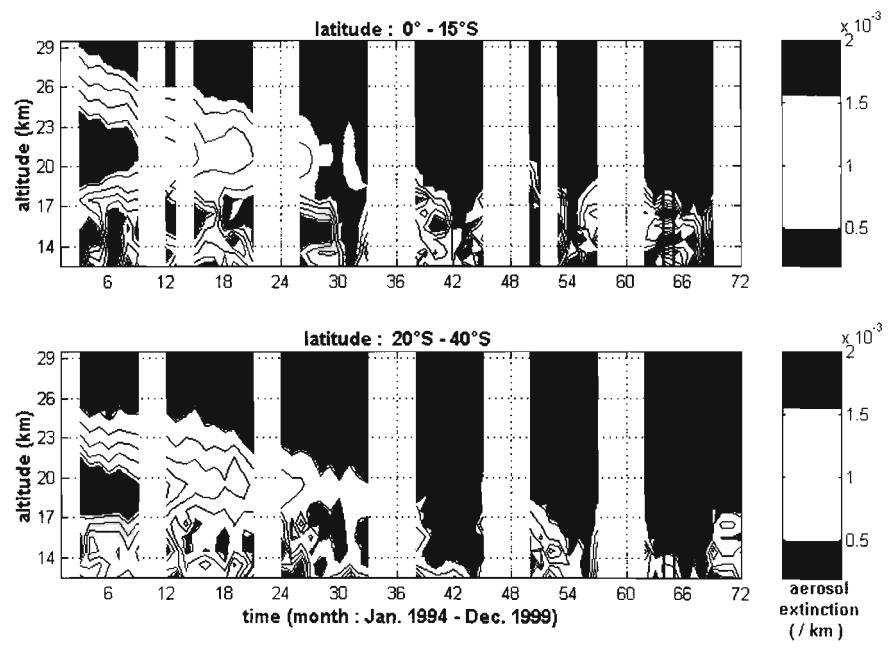 latitude : 0° - 15°S
x 10⁻³
29
26
23
20
17
14
altitude (km)
6 12 18 24 30 36 42 48 54 60 66 72
2
1.5
1
0.5
latitude : 20°S - 40°S
x 10⁻³
29
26
23
20
17
14
altitude (km)
6 12 18 24 30 36 42 48 54 60 66 72
time (month : Jan. 1994 - Dec. 1999)
2
1.5
1
0.5
aerosol
extinction
( / km )